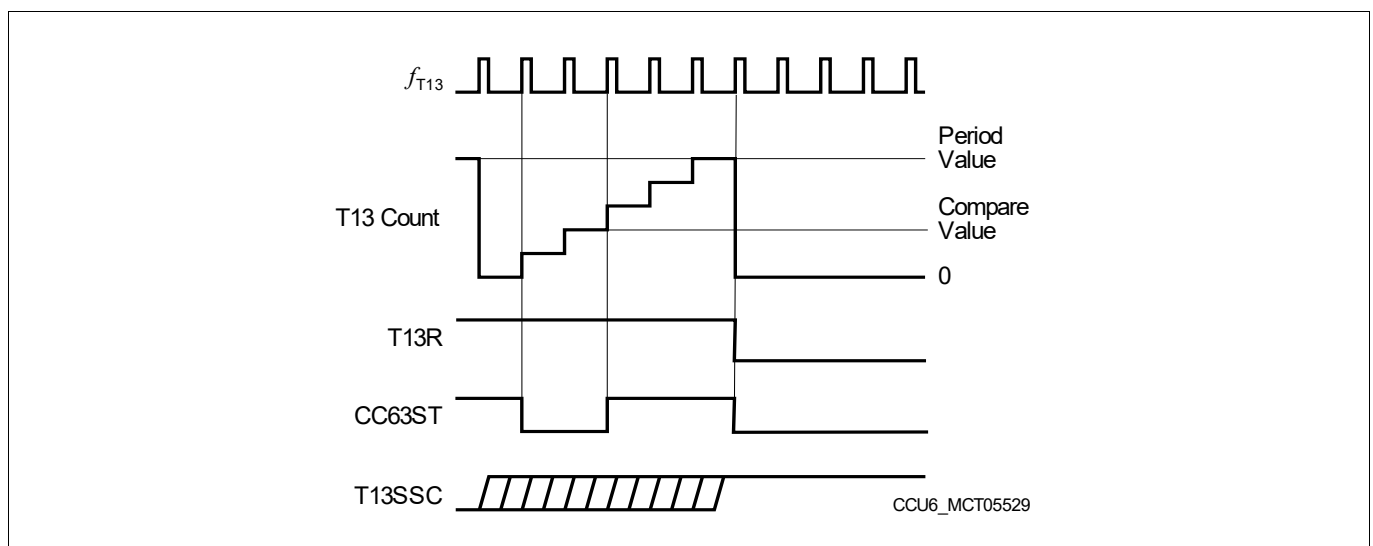 fT13
Period
Value
T13 Count
Compare
Value
0
T13R
CC63ST
T13SSC
CCU6_MCT05529